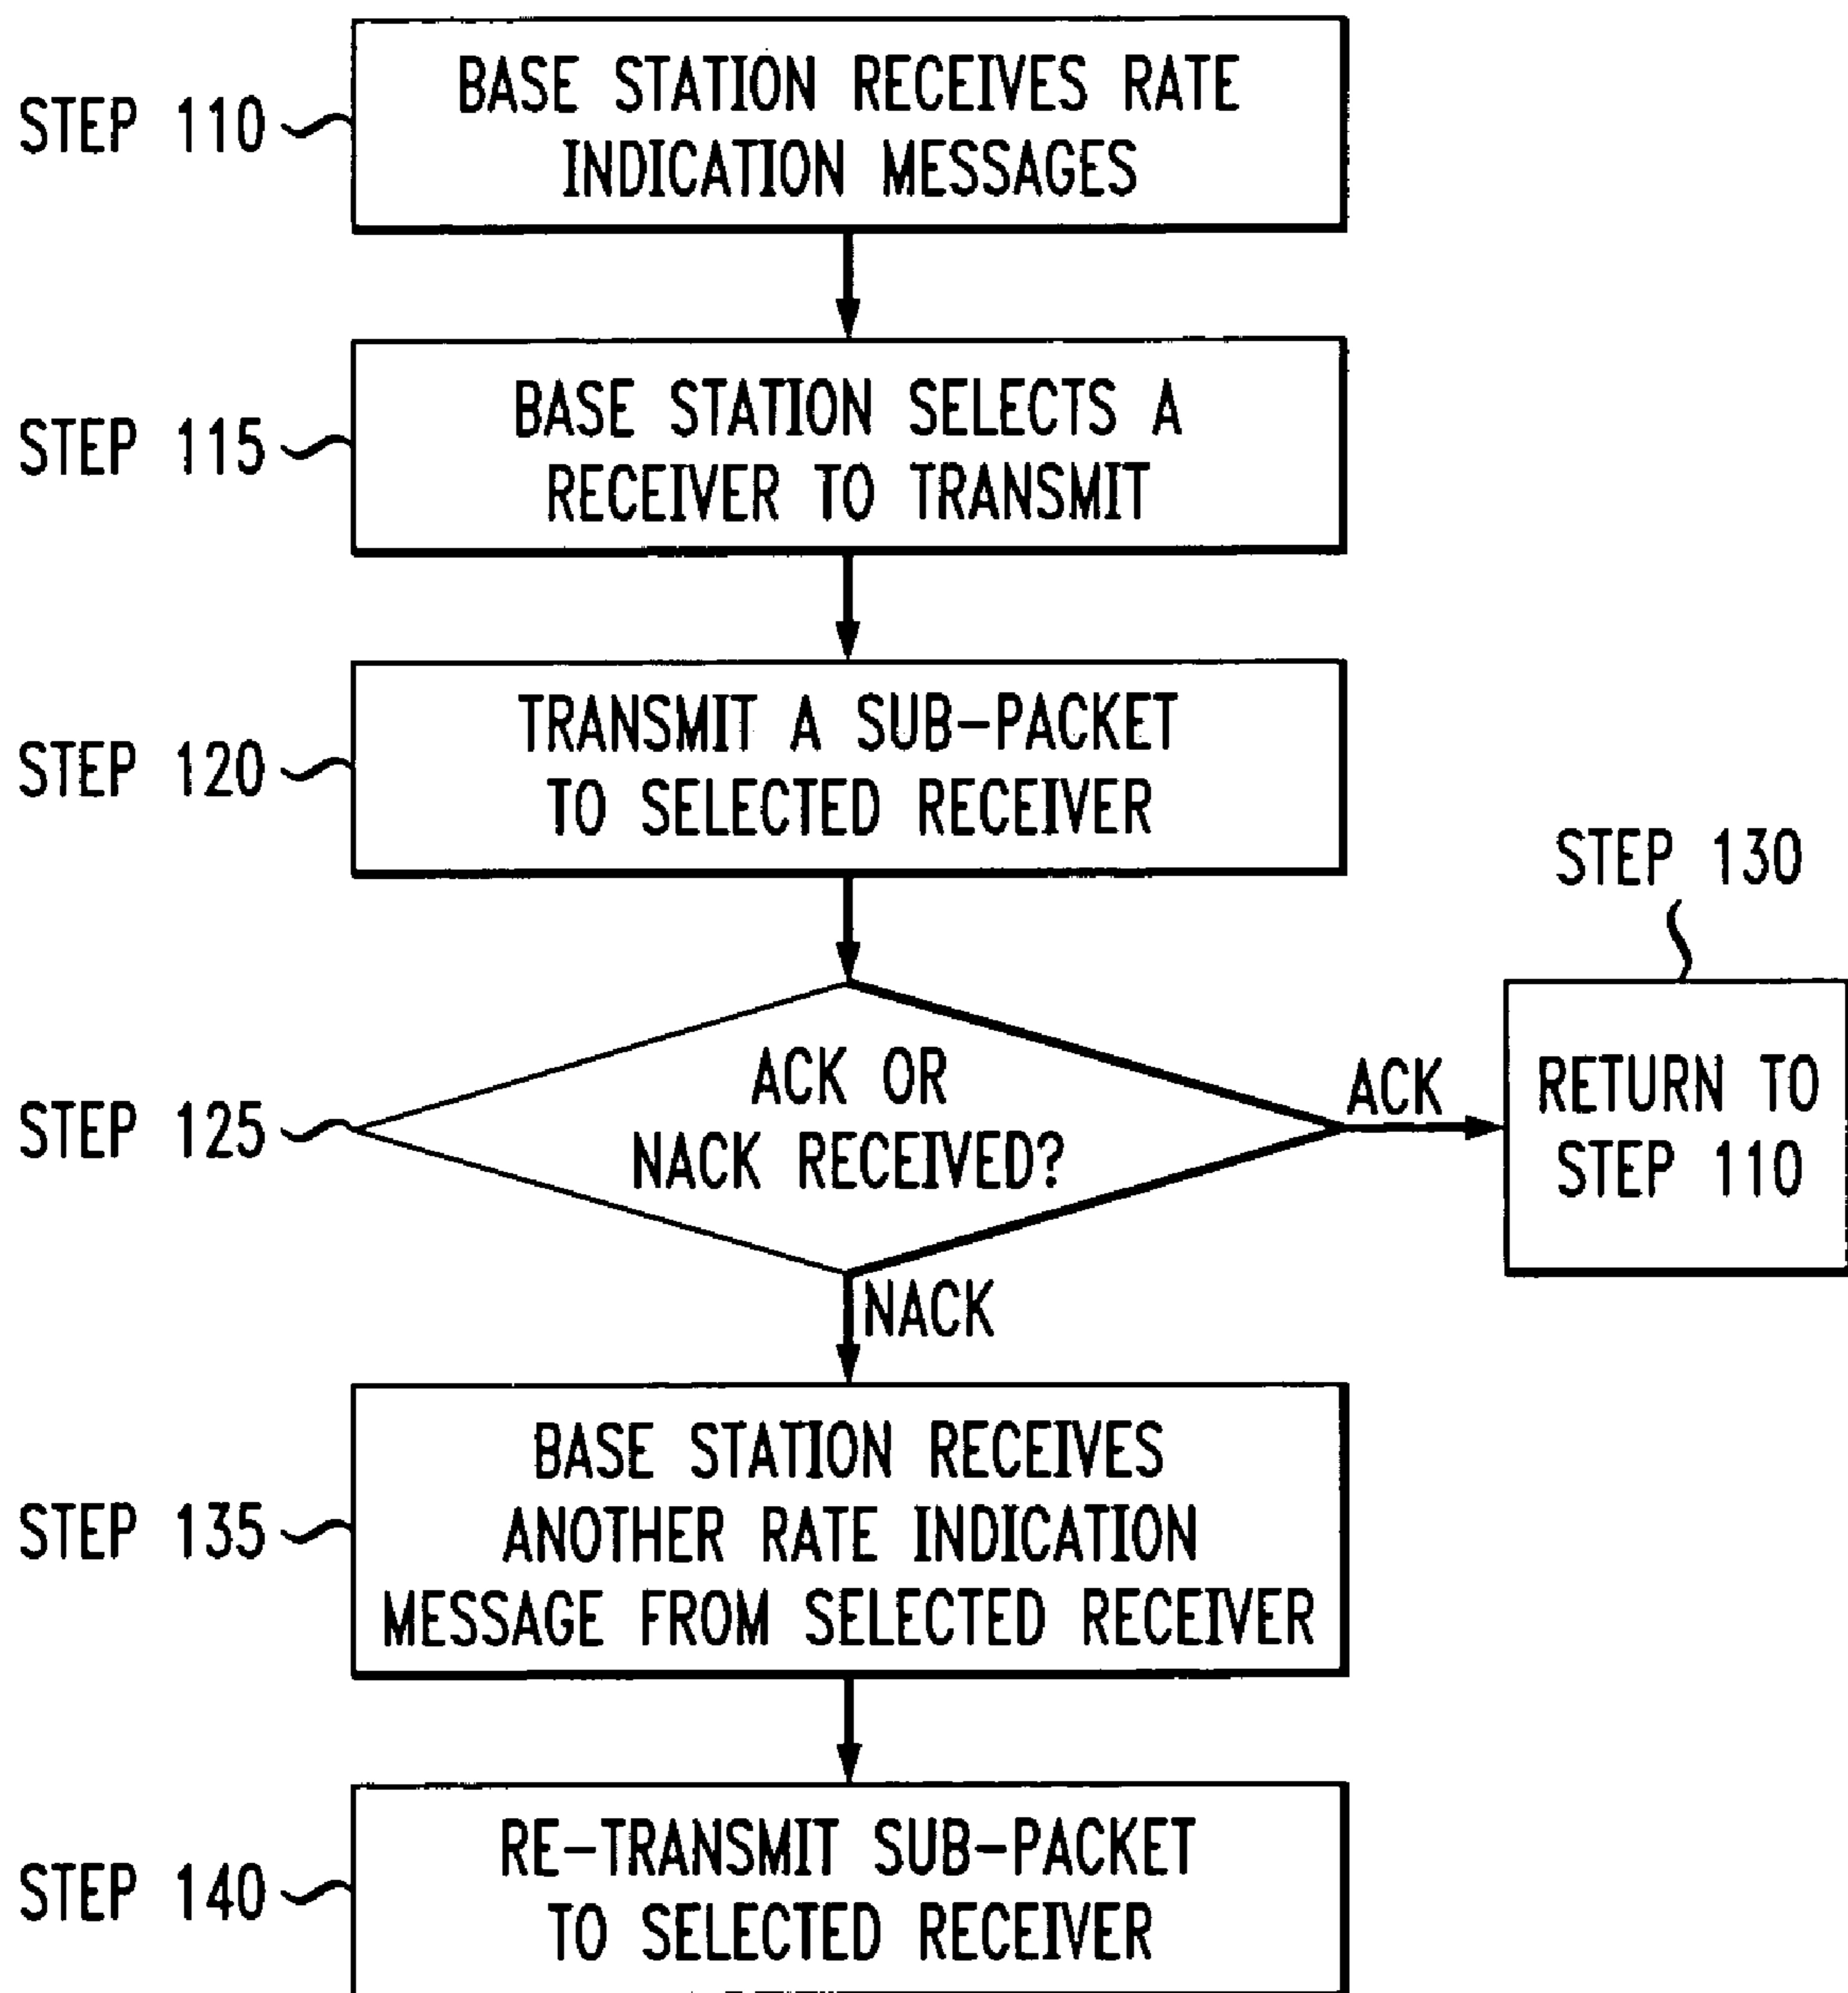 STEP 110
BASE STATION RECEIVES RATE
INDICATION MESSAGES
STEP 115
BASE STATION SELECTS A
RECEIVER TO TRANSMIT
STEP 120
TRANSMIT A SUB-PACKET
TO SELECTED RECEIVER
STEP 125
ACK OR
NACK RECEIVED?
ACK
STEP 130
RETURN TO
STEP 110
NACK
STEP 135
BASE STATION RECEIVES
ANOTHER RATE INDICATION
MESSAGE FROM SELECTED RECEIVER
STEP 140
RE-TRANSMIT SUB-PACKET
TO SELECTED RECEIVER